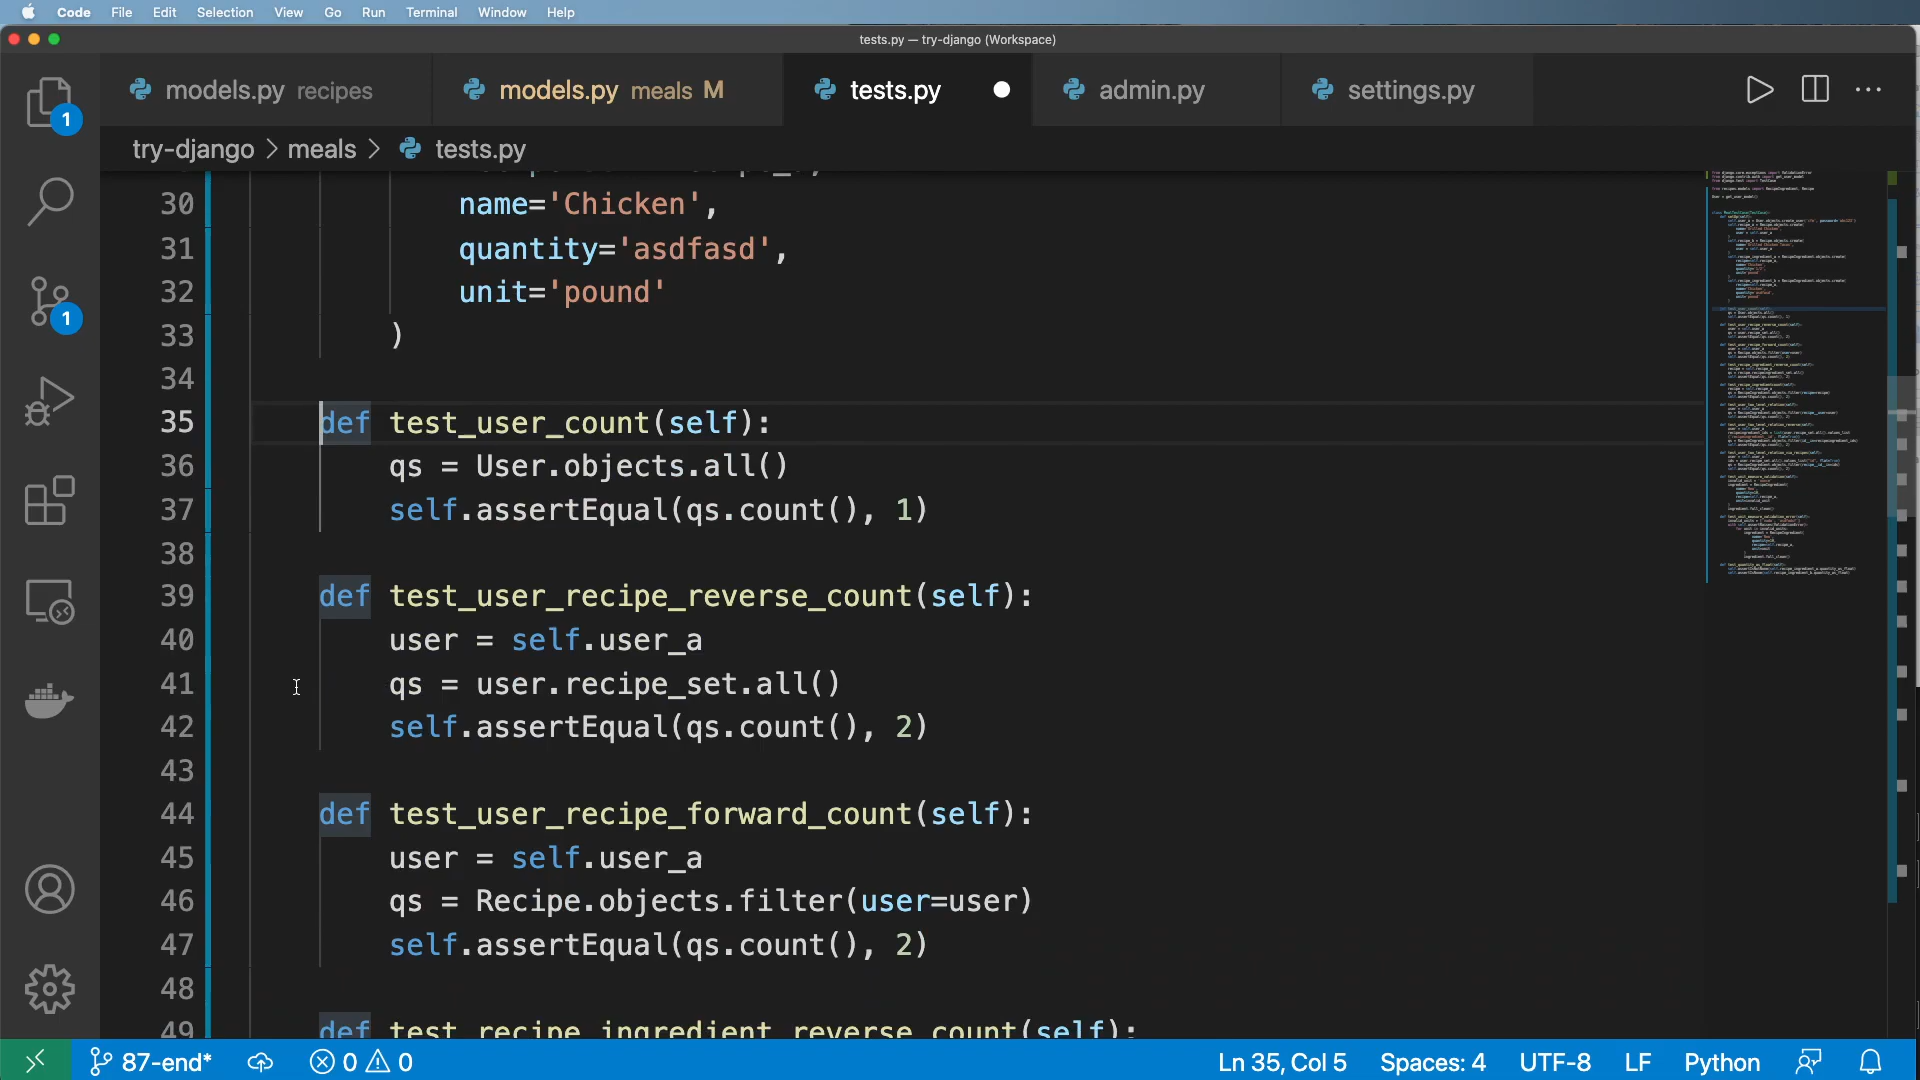 Code File Edit Selection View Go Run Terminal Window Help
tests.py — try-django (Workspace)
models.py recipes models.py meals M tests.py admin.py settings.py
try-django > meals > tests.py
1
1
30 name='Chicken',
31 quantity='asdfasd',
32 unit='pound'
33 )
34
35 def test_user_count(self):
36 qs = User.objects.all()
37 self.assertEqual(qs.count(), 1)
38
39 def test_user_recipe_reverse_count(self):
40 user = self.user_a
41 qs = user.recipe_set.all()
42 self.assertEqual(qs.count(), 2)
43
44 def test_user_recipe_forward_count(self):
45 user = self.user_a
46 qs = Recipe.objects.filter(user=user)
47 self.assertEqual(qs.count(), 2)
48
49 def test_recipe_ingredient_reverse_count(self):
87-end* 0 0 Ln 35, Col 5 Spaces: 4 UTF-8 LF Python